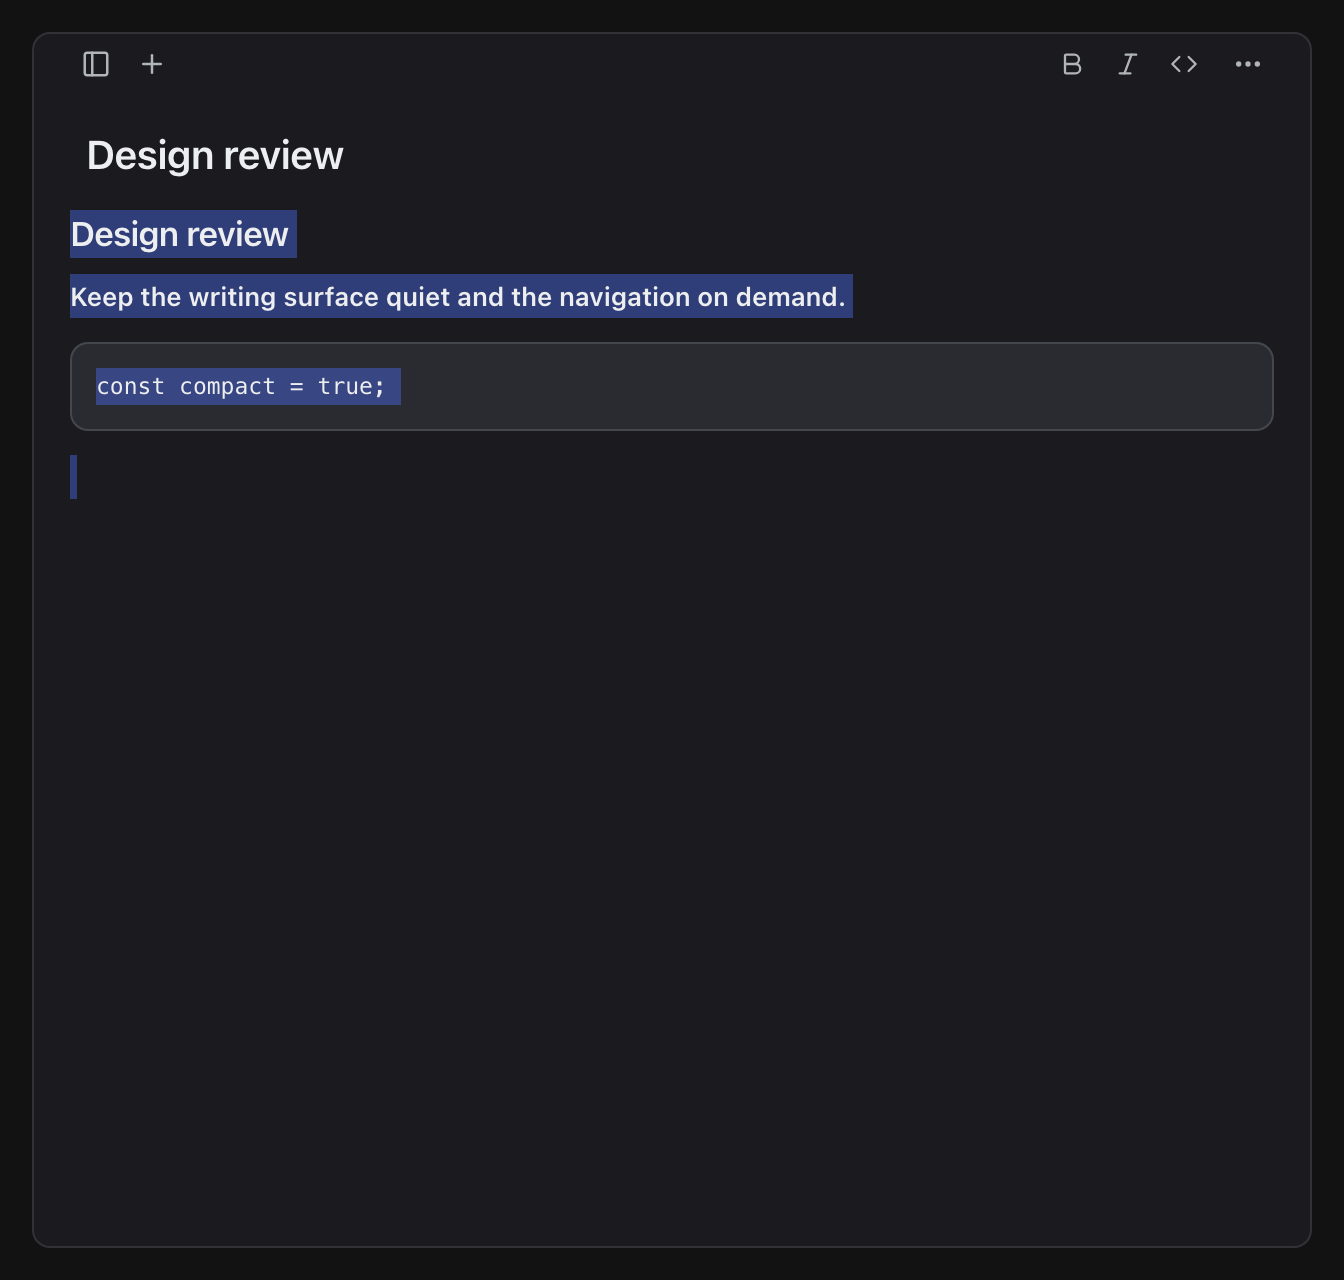 Design review
Design review
Keep the writing surface quiet and the navigation on demand.
const compact = true;